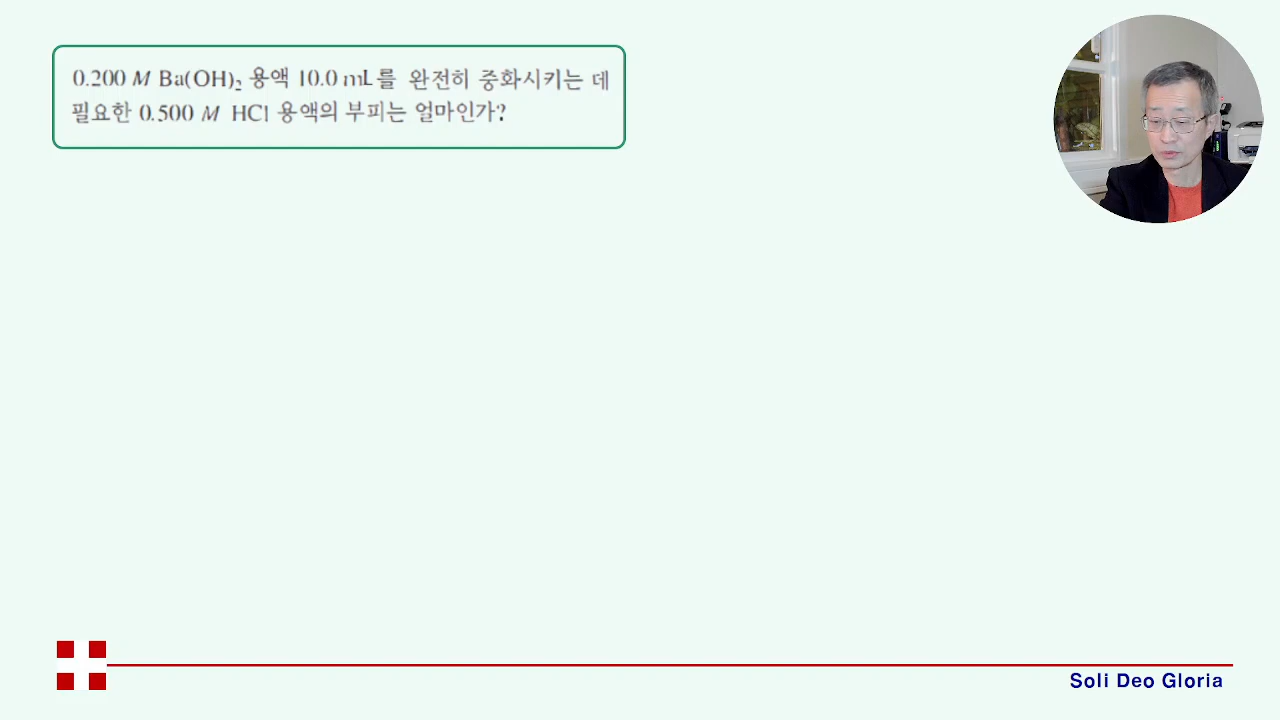 0.200 M Ba(OH)₂ 용액 10.0 mL를 완전히 중화시키는 데
필요한 0.500 M HCl 용액의 부피는 얼마인가?
Soli Deo Gloria